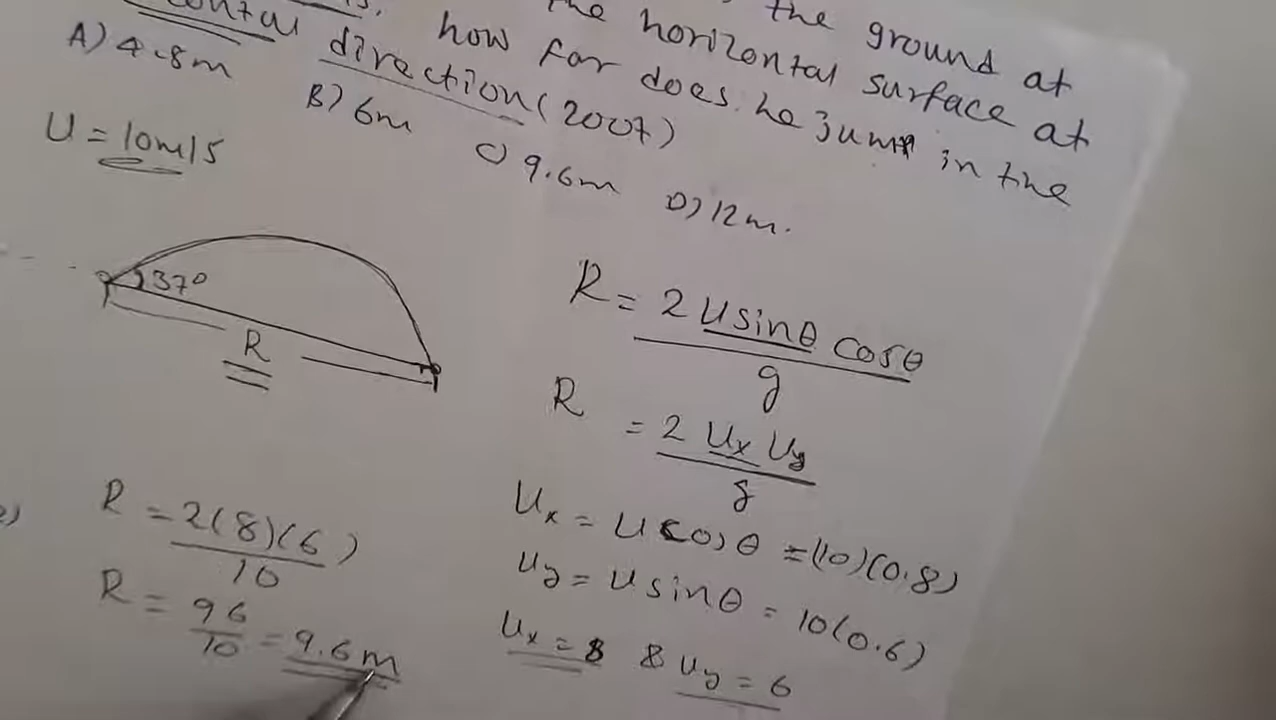 the ground at
the horizontal surface at
how far does he jump in the
direction (2007)
A) 4.8m
B) 6m
C) 9.6m
D) 12m.
U = 10m/s
37°
R
R = 2 U sinθ cosθ
g
R = 2 Ux Uy
g
Ux = U cosθ = (10)(0.8)
Uy = U sinθ = 10(0.6)
Ux = 8 & Uy = 6
R = 2(8)(6)
10
R = 96
10
= 9.6m